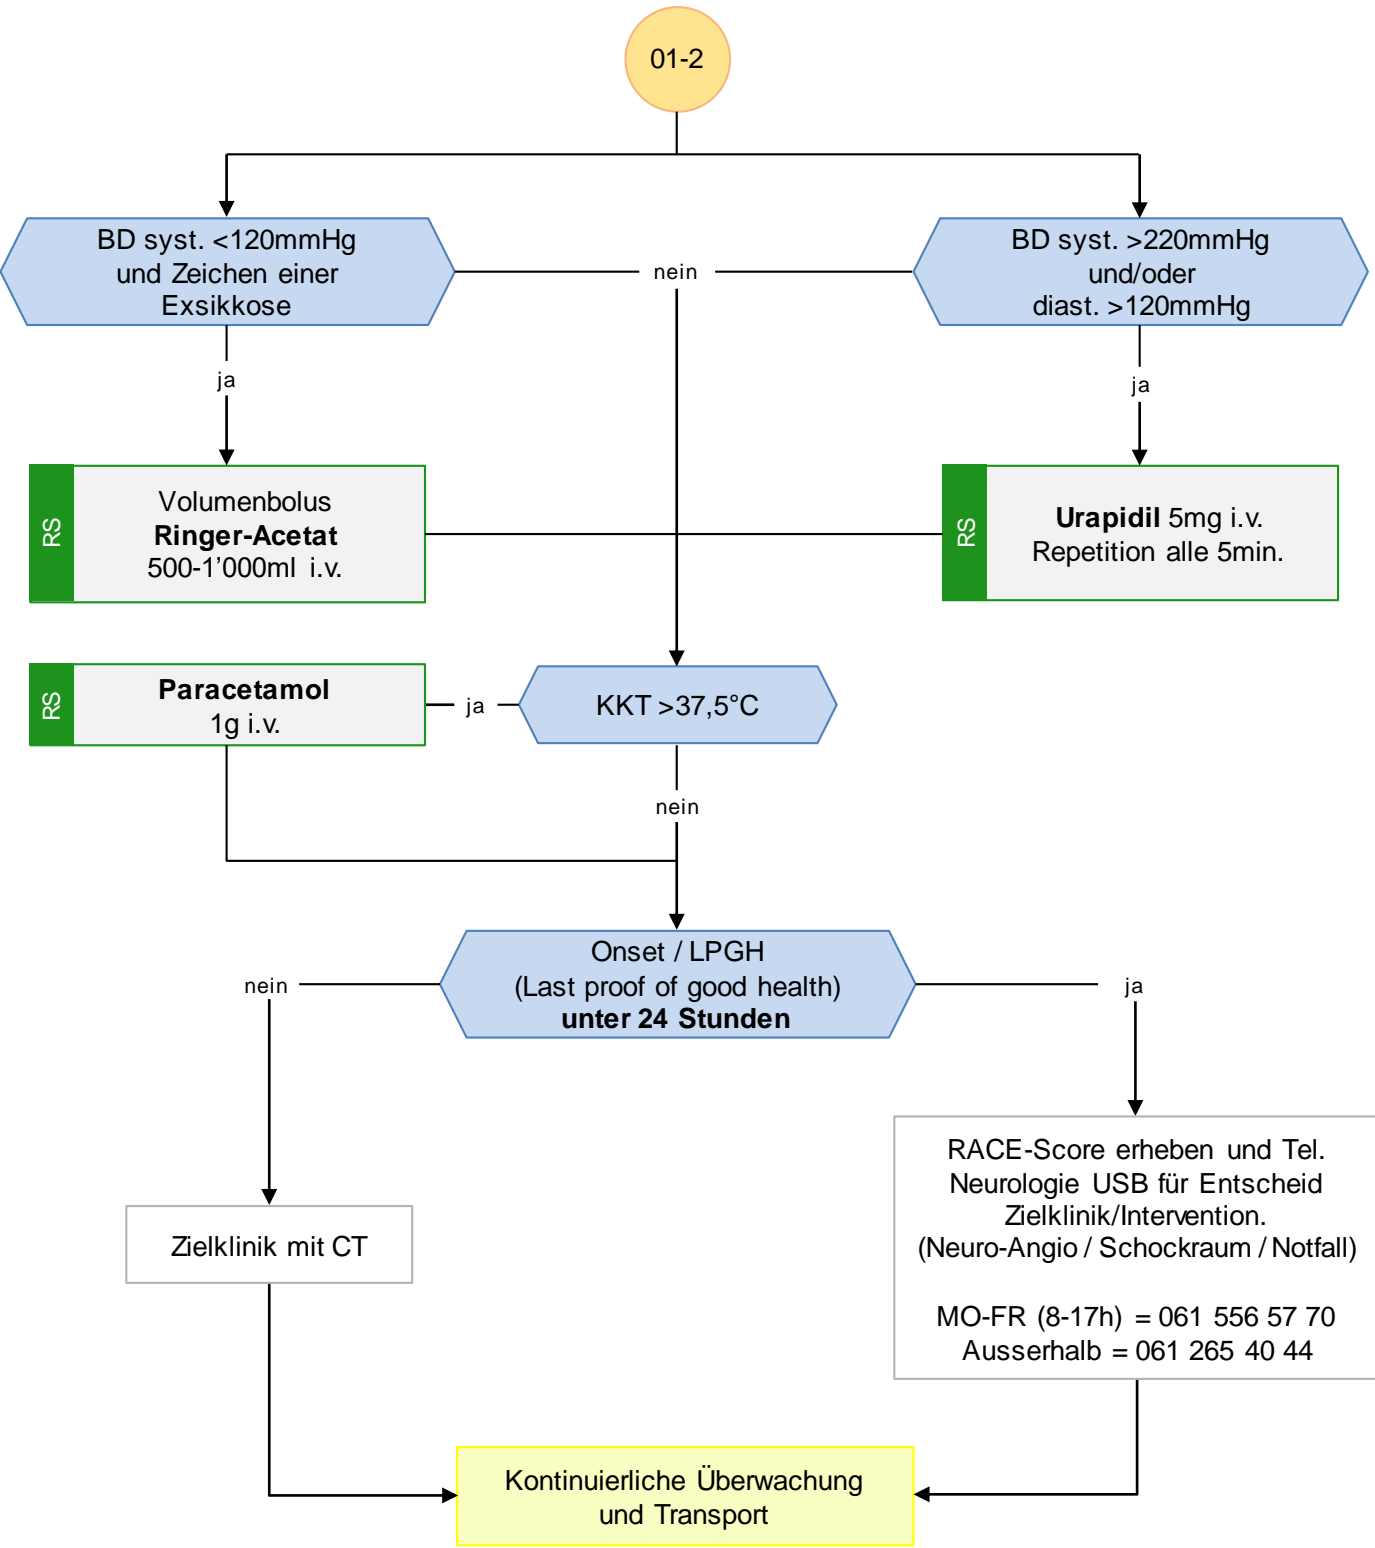 01-2
BD syst. <120mmHg
und Zeichen einer
Exsikkose
nein
BD syst. >220mmHg
und/oder
diast. >120mmHg
ja
ja
RS
Volumenbolus
Ringer-Acetat
500-1’000ml i.v.
RS
Urapidil 5mg i.v.
Repetition alle 5min.
RS
Paracetamol
1g i.v.
ja
KKT >37,5°C
nein
Onset / LPGH
(Last proof of good health)
unter 24 Stunden
nein
ja
Zielklinik mit CT
RACE-Score erheben und Tel.
Neurologie USB für Entscheid
Zielklinik/Intervention.
(Neuro-Angio / Schockraum / Notfall)
MO-FR (8-17h) = 061 556 57 70
Ausserhalb = 061 265 40 44
Kontinuierliche Überwachung
und Transport